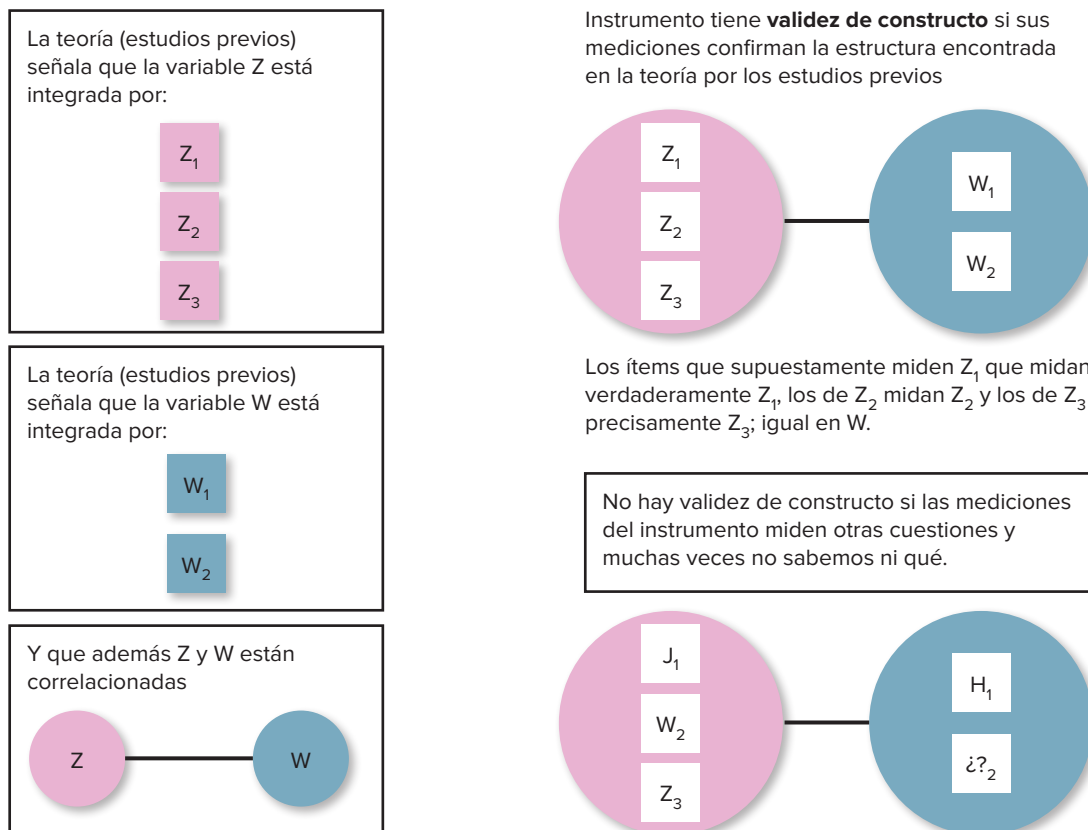 La teoría (estudios previos)
señala que la variable Z está
integrada por:
Z₁
Z₂
Z₃
La teoría (estudios previos)
señala que la variable W está
integrada por:
W₁
W₂
Y que además Z y W están
correlacionadas
Z
W
Instrumento tiene validez de constructo si sus
mediciones confirman la estructura encontrada
en la teoría por los estudios previos
Z₁
Z₂
Z₃
W₁
W₂
Los ítems que supuestamente miden Z₁ que midan
verdaderamente Z₁, los de Z₂ midan Z₂ y los de Z₃
precisamente Z₃; igual en W.
No hay validez de constructo si las mediciones
del instrumento miden otras cuestiones y
muchas veces no sabemos ni qué.
J₁
W₂
Z₃
H₁
¿?₂